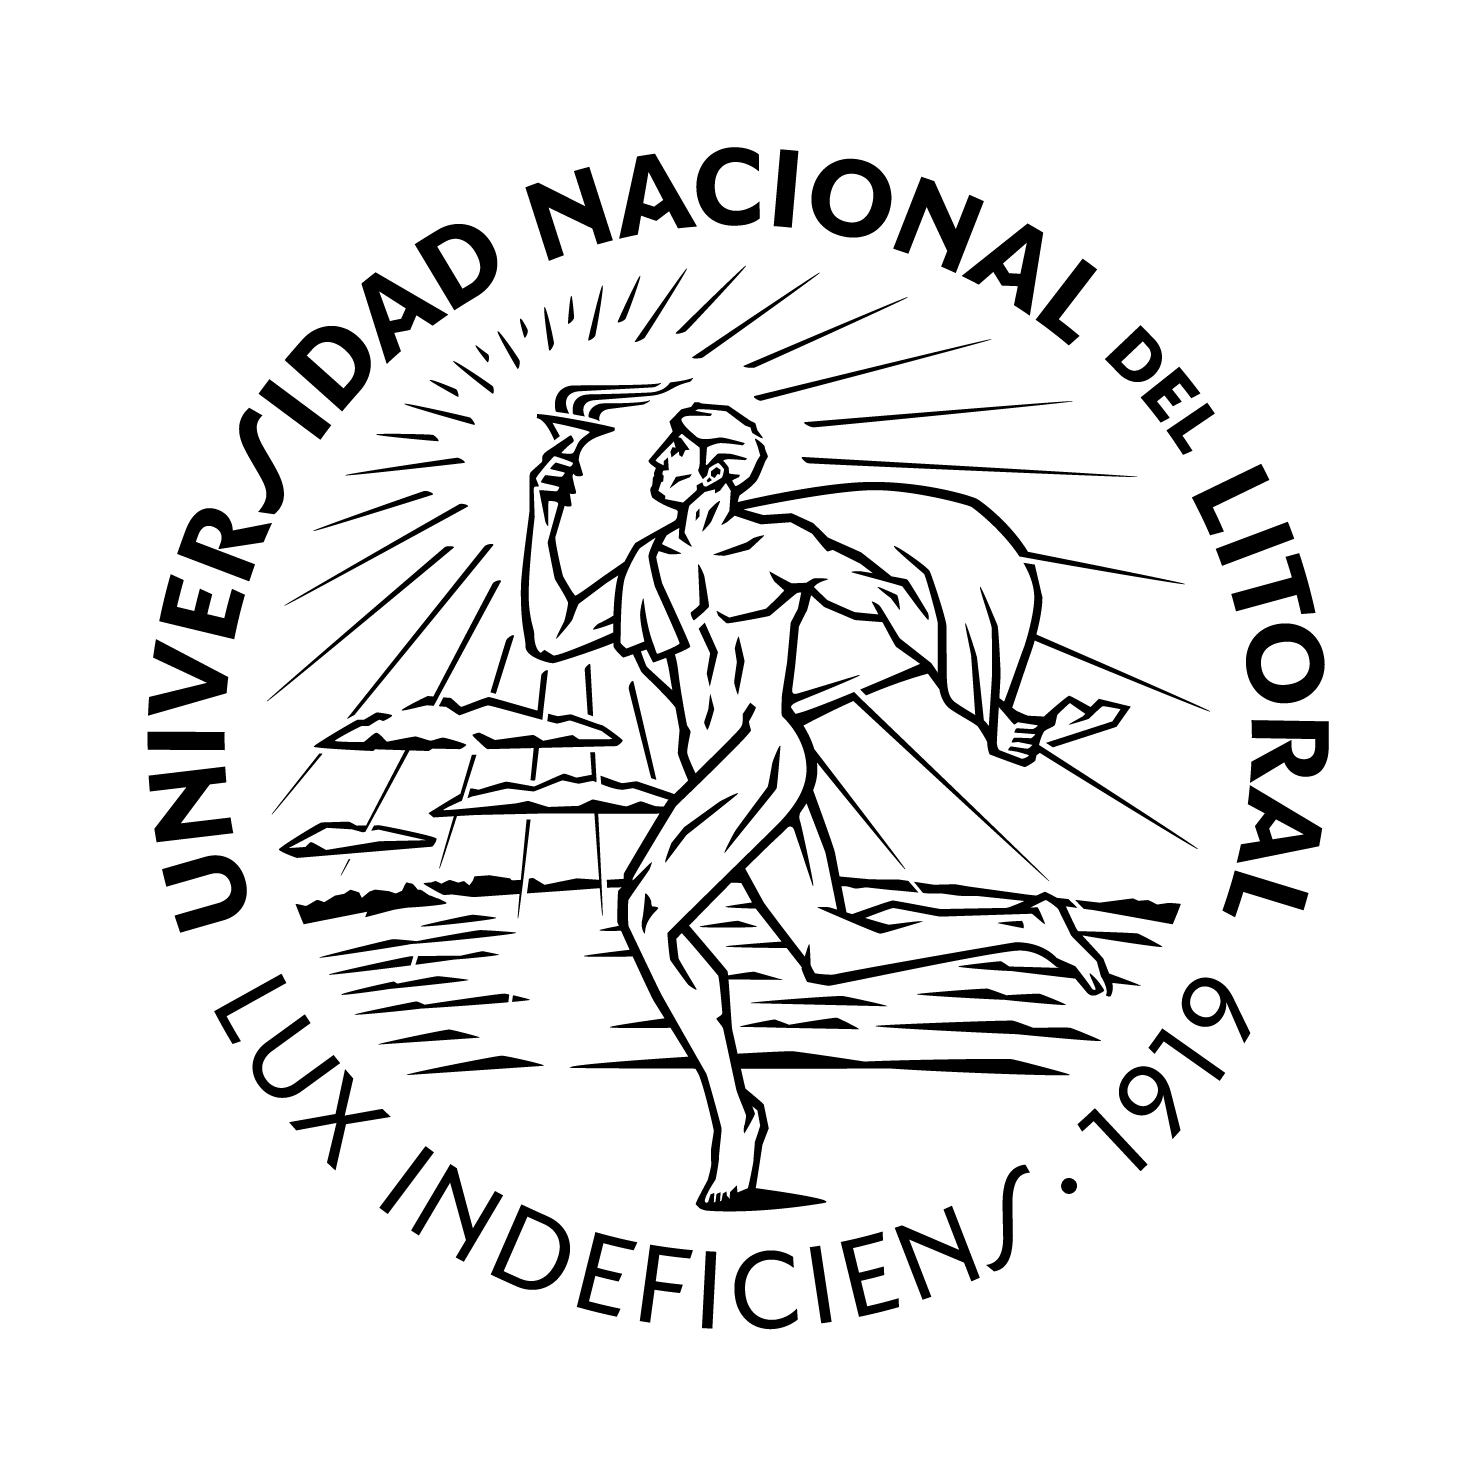 UNIVERSIDAD NACIONAL DEL LITORAL
LUX INDEFICIENS · 1919